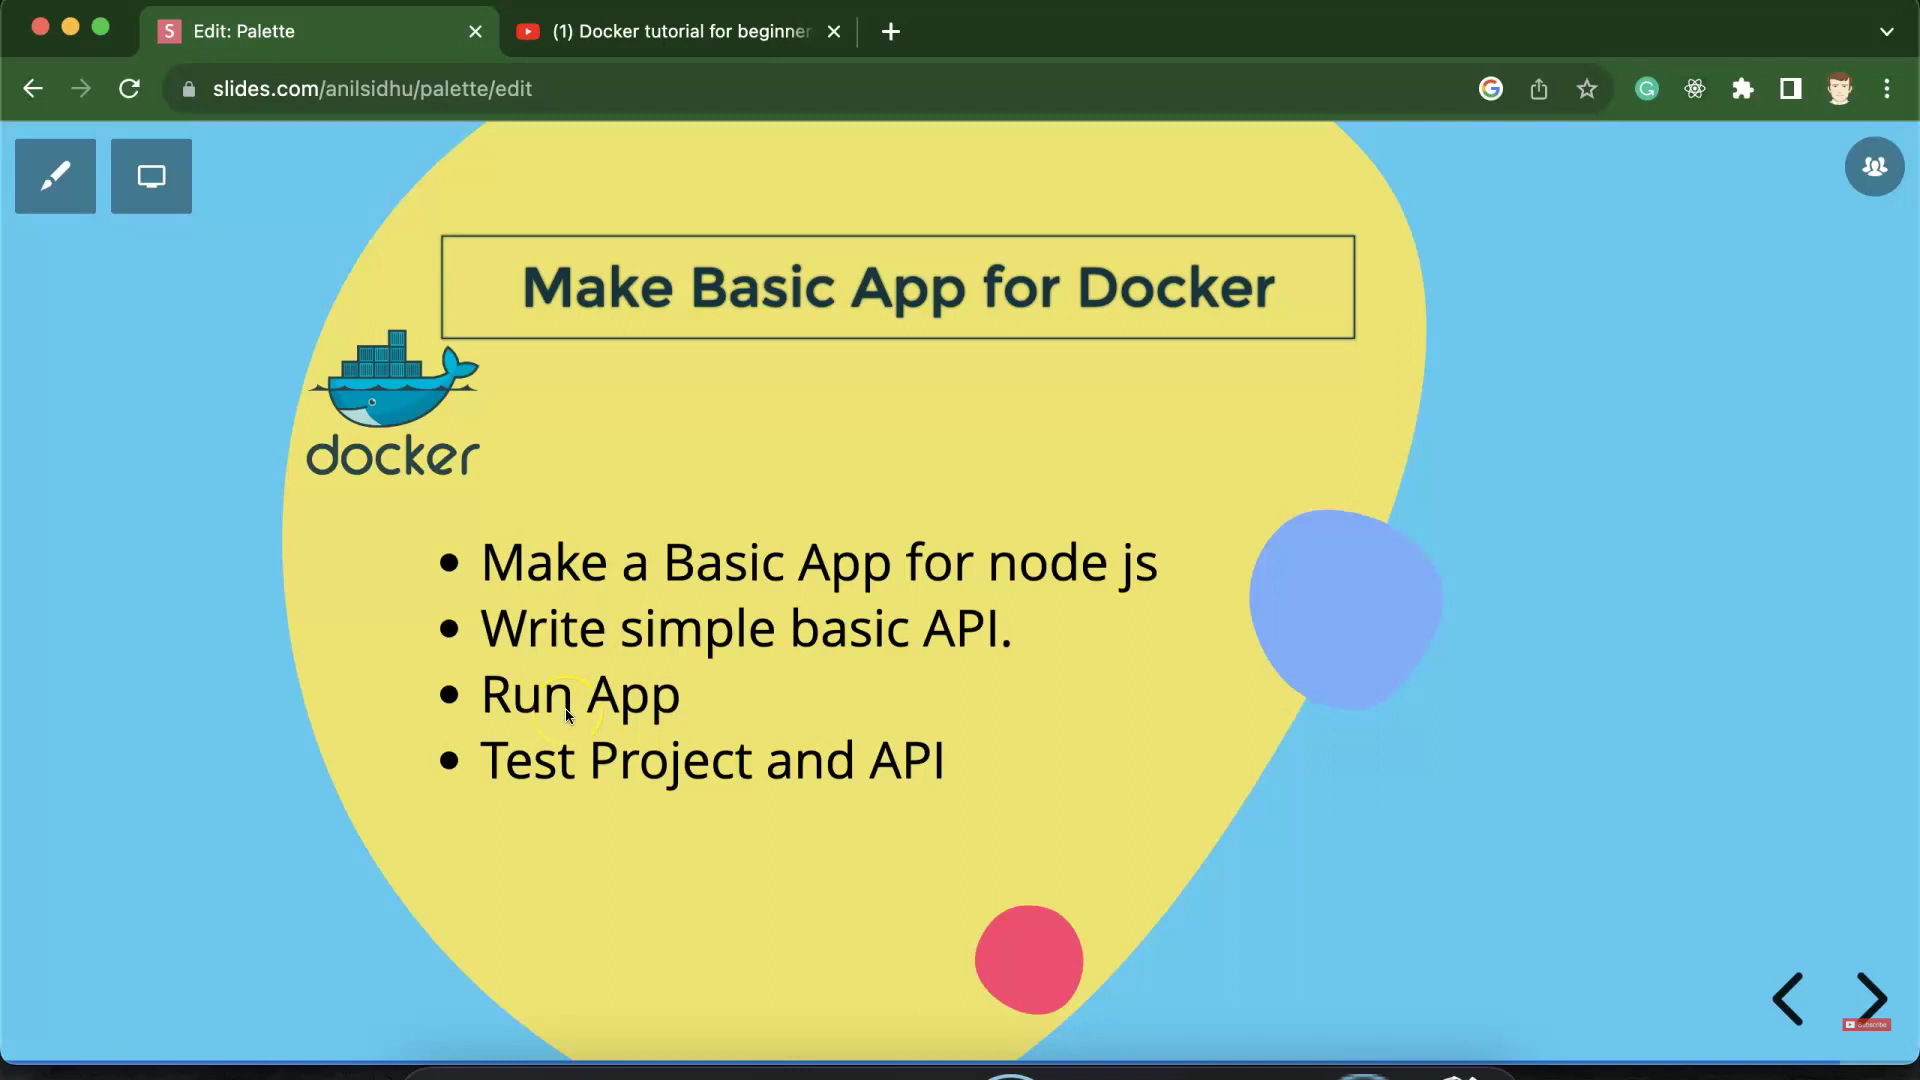 Edit: Palette
(1) Docker tutorial for beginner
slides.com/anilsidhu/palette/edit
Make Basic App for Docker
docker
Make a Basic App for node js
Write simple basic API.
Run App
Test Project and API
Subscribe